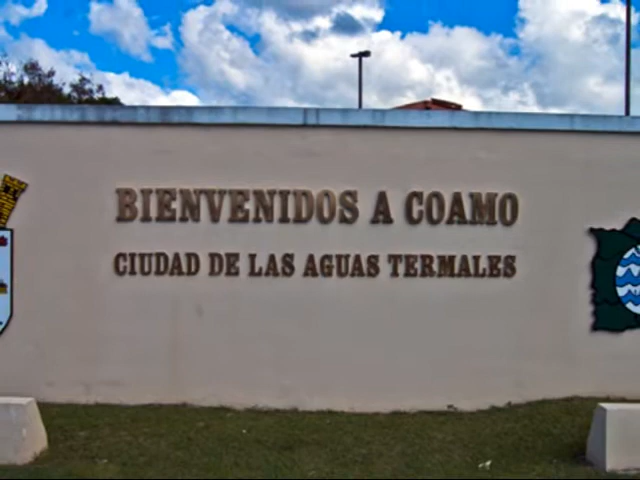 BIENVENIDOS A COAMO
CIUDAD DE LAS AGUAS TERMALES